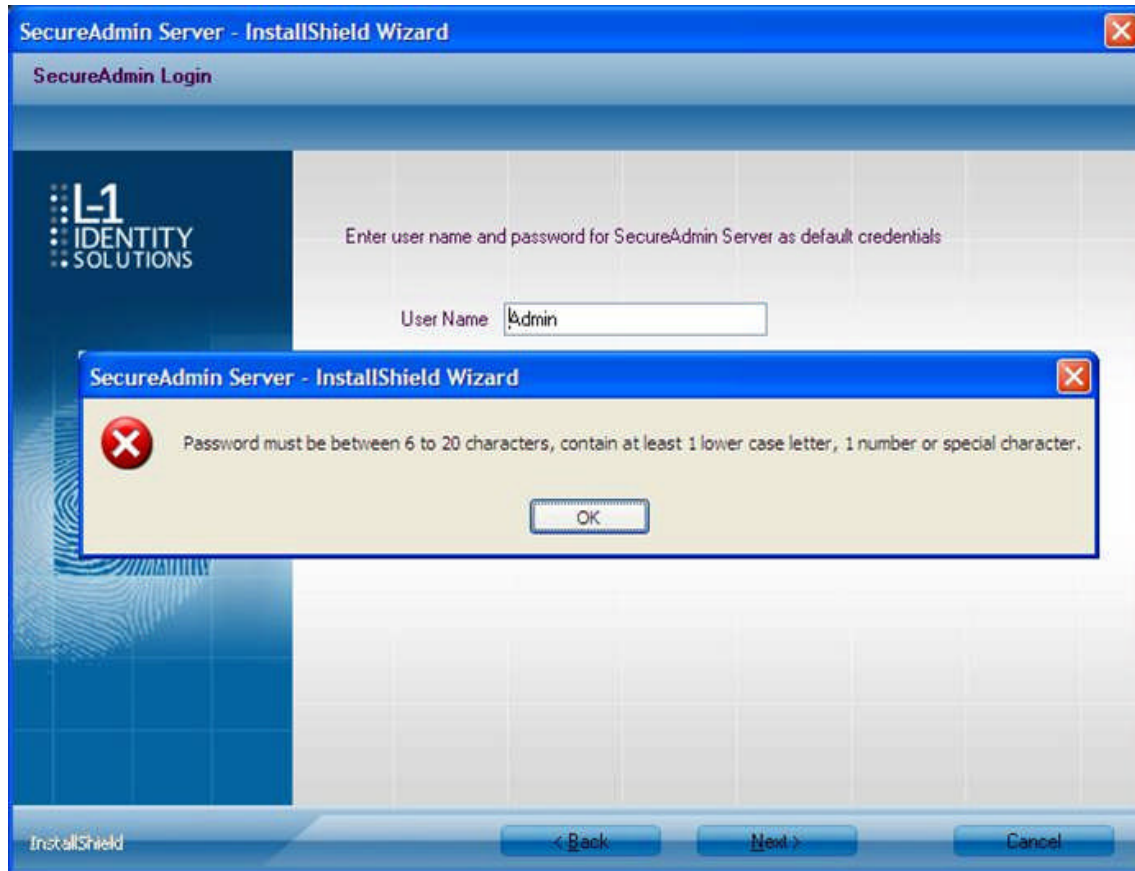 SecureAdmin Server - InstallShield Wizard
SecureAdmin Login
L-1
IDENTITY
SOLUTIONS
Enter user name and password for SecureAdmin Server as default credentials
User Name
Admin
SecureAdmin Server - InstallShield Wizard
Password must be between 6 to 20 characters, contain at least 1 lower case letter, 1 number or special character.
OK
InstallShield
< Back
Next >
Cancel